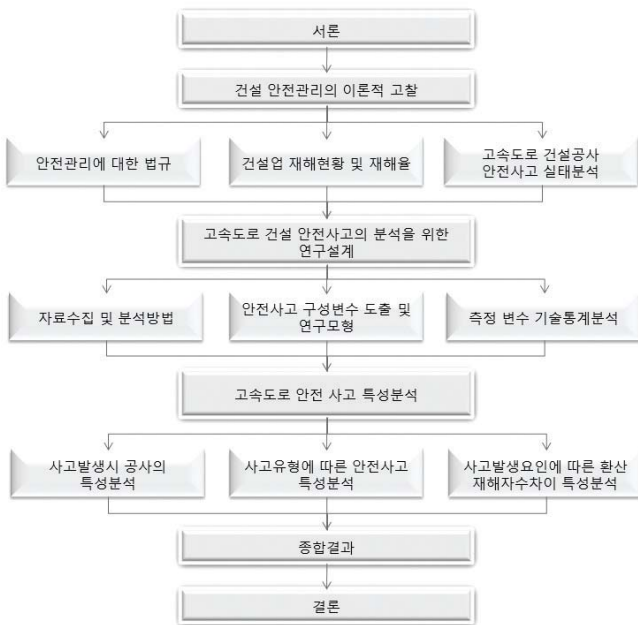 서론
건설 안전관리의 이론적 고찰
안전관리에 대한 법규
건설업 재해현황 및 재해율
고속도로 건설공사
안전사고 실태분석
고속도로 건설 안전사고의 분석을 위한
연구설계
자료수집 및 분석방법
안전사고 구성변수 도출 및
연구모형
측정 변수 기술통계분석
고속도로 안전 사고 특성분석
사고발생시 공사의
특성분석
사고유형에 따른 안전사고
특성분석
사고발생요인에 따른 환산
재해자수차이 특성분석
종합결과
결론